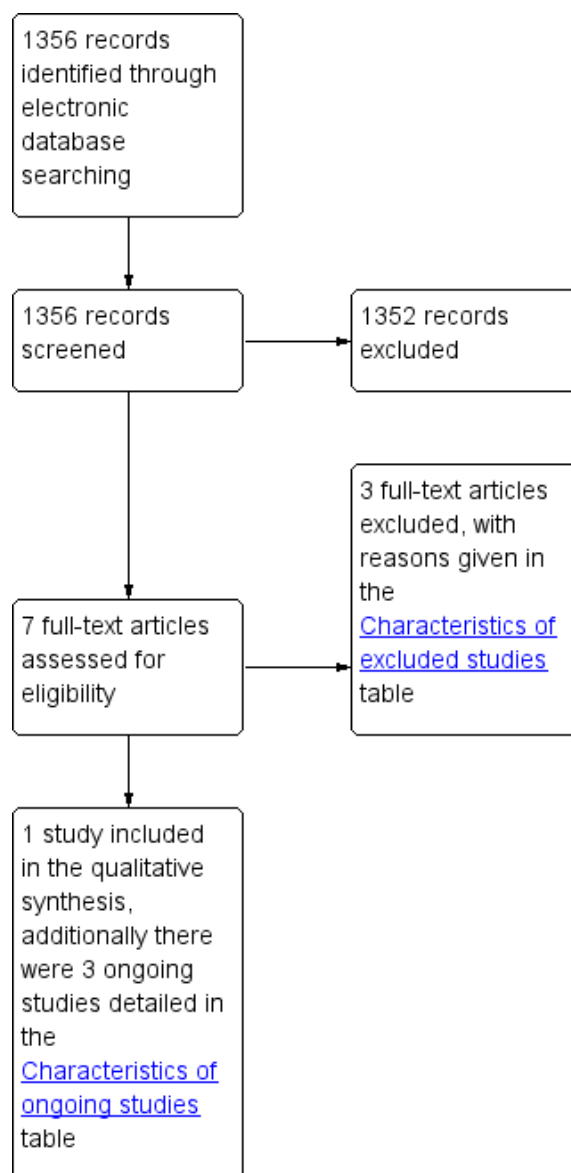 1356 records
identified through
electronic
database
searching
1356 records
screened
1352 records
excluded
3 full-text articles
excluded, with
reasons given in
the
Characteristics of
excluded studies
table
7 full-text articles
assessed for
eligibility
1 study included
in the qualitative
synthesis,
additionally there
were 3 ongoing
studies detailed in
the
Characteristics of
ongoing studies
table